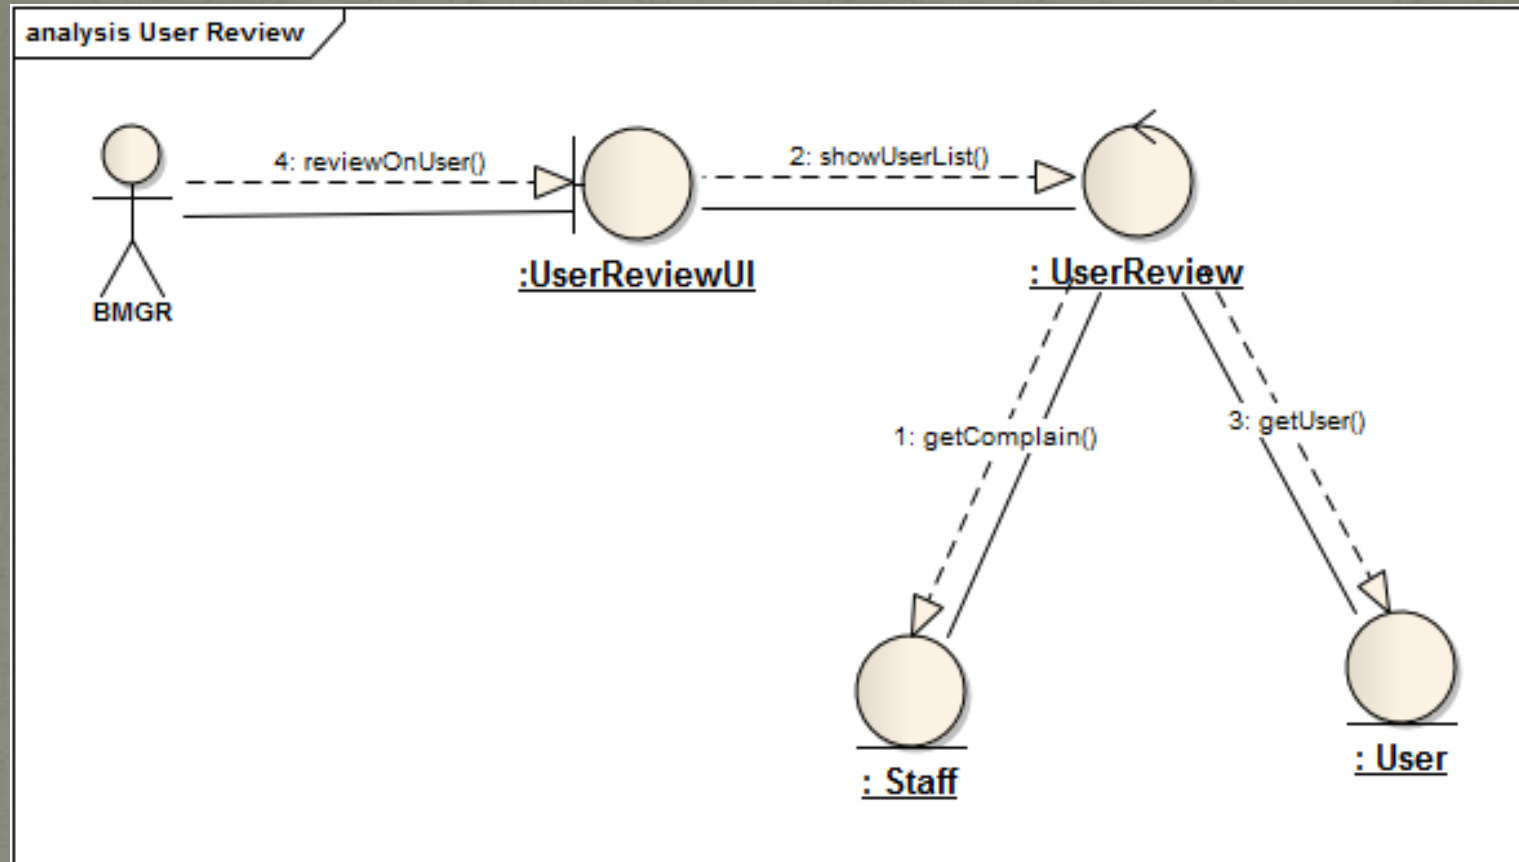 analysis User Review
4: reviewOnUser()
2: showUserList()
:UserReviewUI
: UserReview
BMGR
1: getComplain()
3: getUser()
: Staff
: User